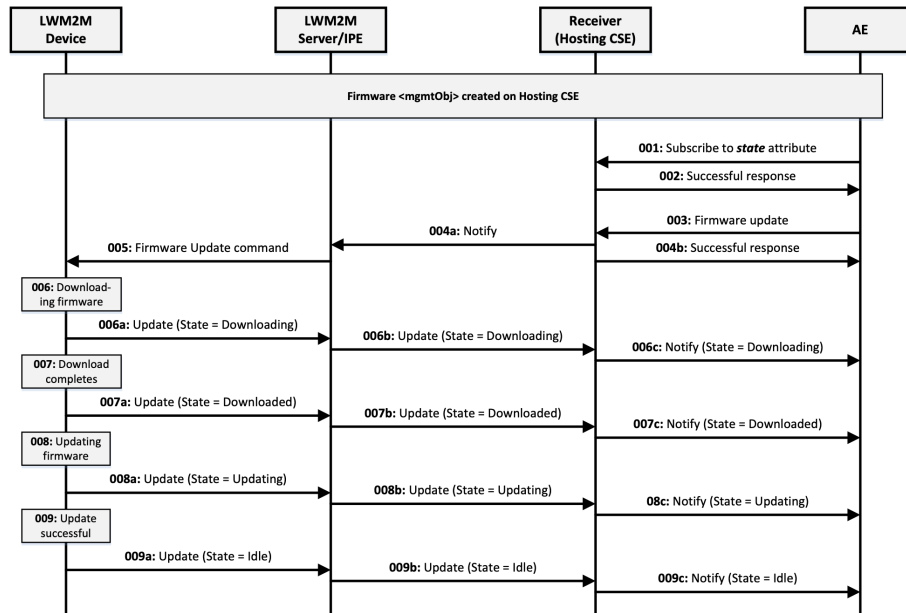 LWM2M
Device
LWM2M
Server/IPE
Receiver
(Hosting CSE)
AE
Firmware <mgmtObj> created on Hosting CSE
001: Subscribe to state attribute
002: Successful response
003: Firmware update
004a: Notify
005: Firmware Update command
004b: Successful response
006: Download-
ing firmware
006a: Update (State = Downloading)
006b: Update (State = Downloading)
006c: Notify (State = Downloading)
007: Download
completes
007a: Update (State = Downloaded)
007b: Update (State = Downloaded)
007c: Notify (State = Downloaded)
008: Updating
firmware
008a: Update (State = Updating)
008b: Update (State = Updating)
08c: Notify (State = Updating)
009: Update
successful
009a: Update (State = Idle)
009b: Update (State = Idle)
009c: Notify (State = Idle)